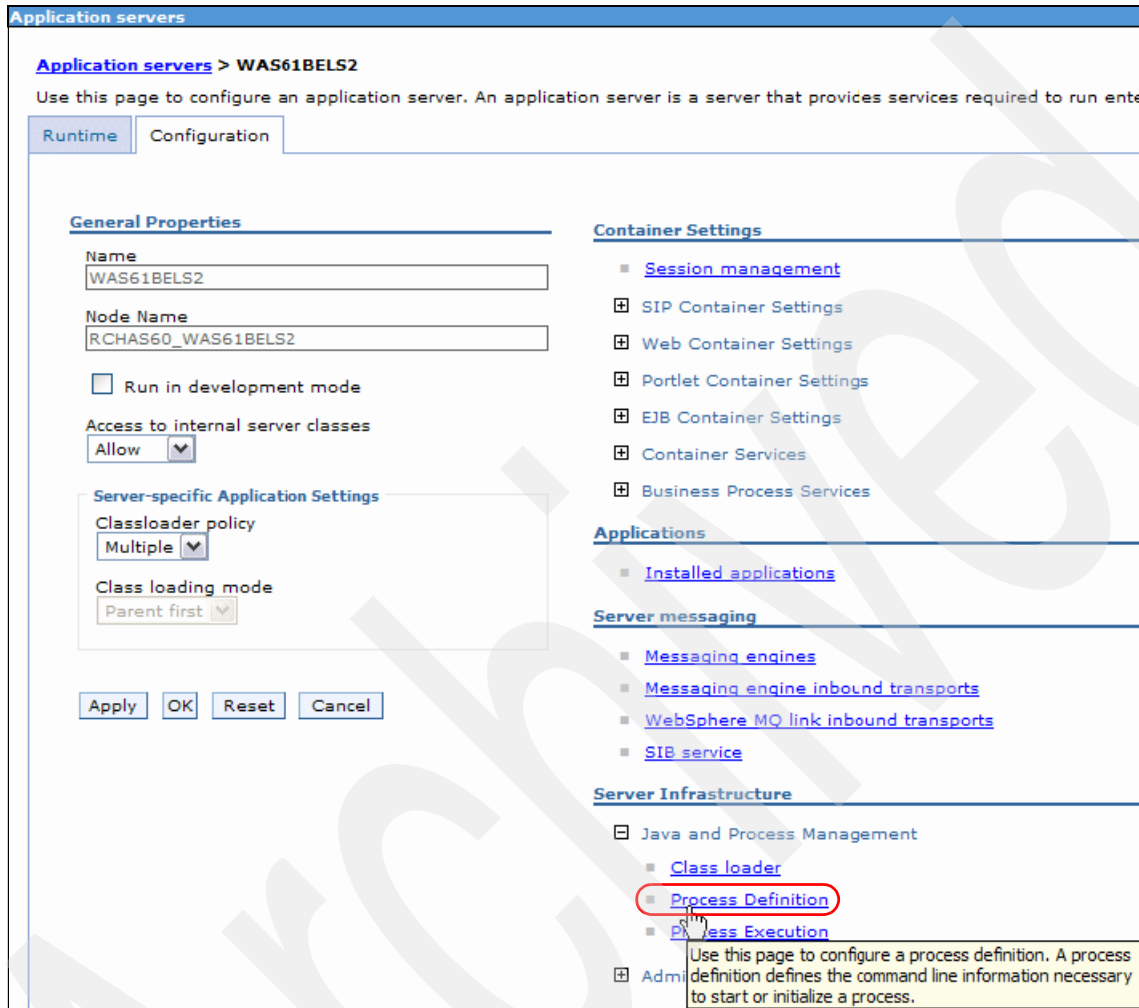 Application servers
Application servers > WAS61BELS2
Use this page to configure an application server. An application server is a server that provides services required to run ente
Runtime
Configuration
General Properties
Name
WAS61BELS2
Node Name
RCHAS60_WAS61BELS2
Run in development mode
Access to internal server classes
Allow
Server-specific Application Settings
Classloader policy
Multiple
Class loading mode
Parent first
Apply
OK
Reset
Cancel
Container Settings
Session management
SIP Container Settings
Web Container Settings
Portlet Container Settings
EJB Container Settings
Container Services
Business Process Services
Applications
Installed applications
Server messaging
Messaging engines
Messaging engine inbound transports
WebSphere MQ link inbound transports
SIB service
Server Infrastructure
Java and Process Management
Class loader
Process Definition
Process Execution
Admi
Use this page to configure a process definition. A process
definition defines the command line information necessary
to start or initialize a process.
Archived